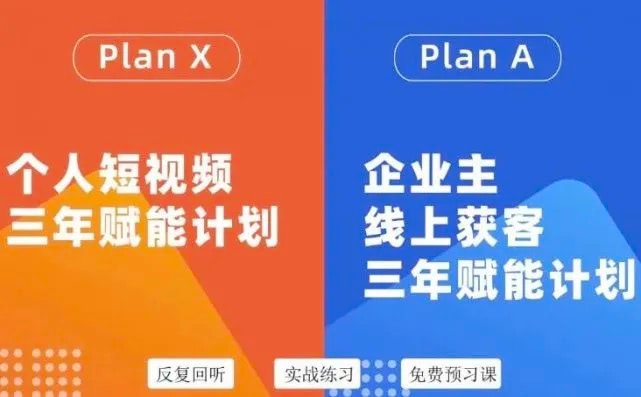 Plan X
个人短视频
三年赋能计划
Plan A
企业主
线上获客
三年赋能计划
反复回听
实战练习
免费预习课